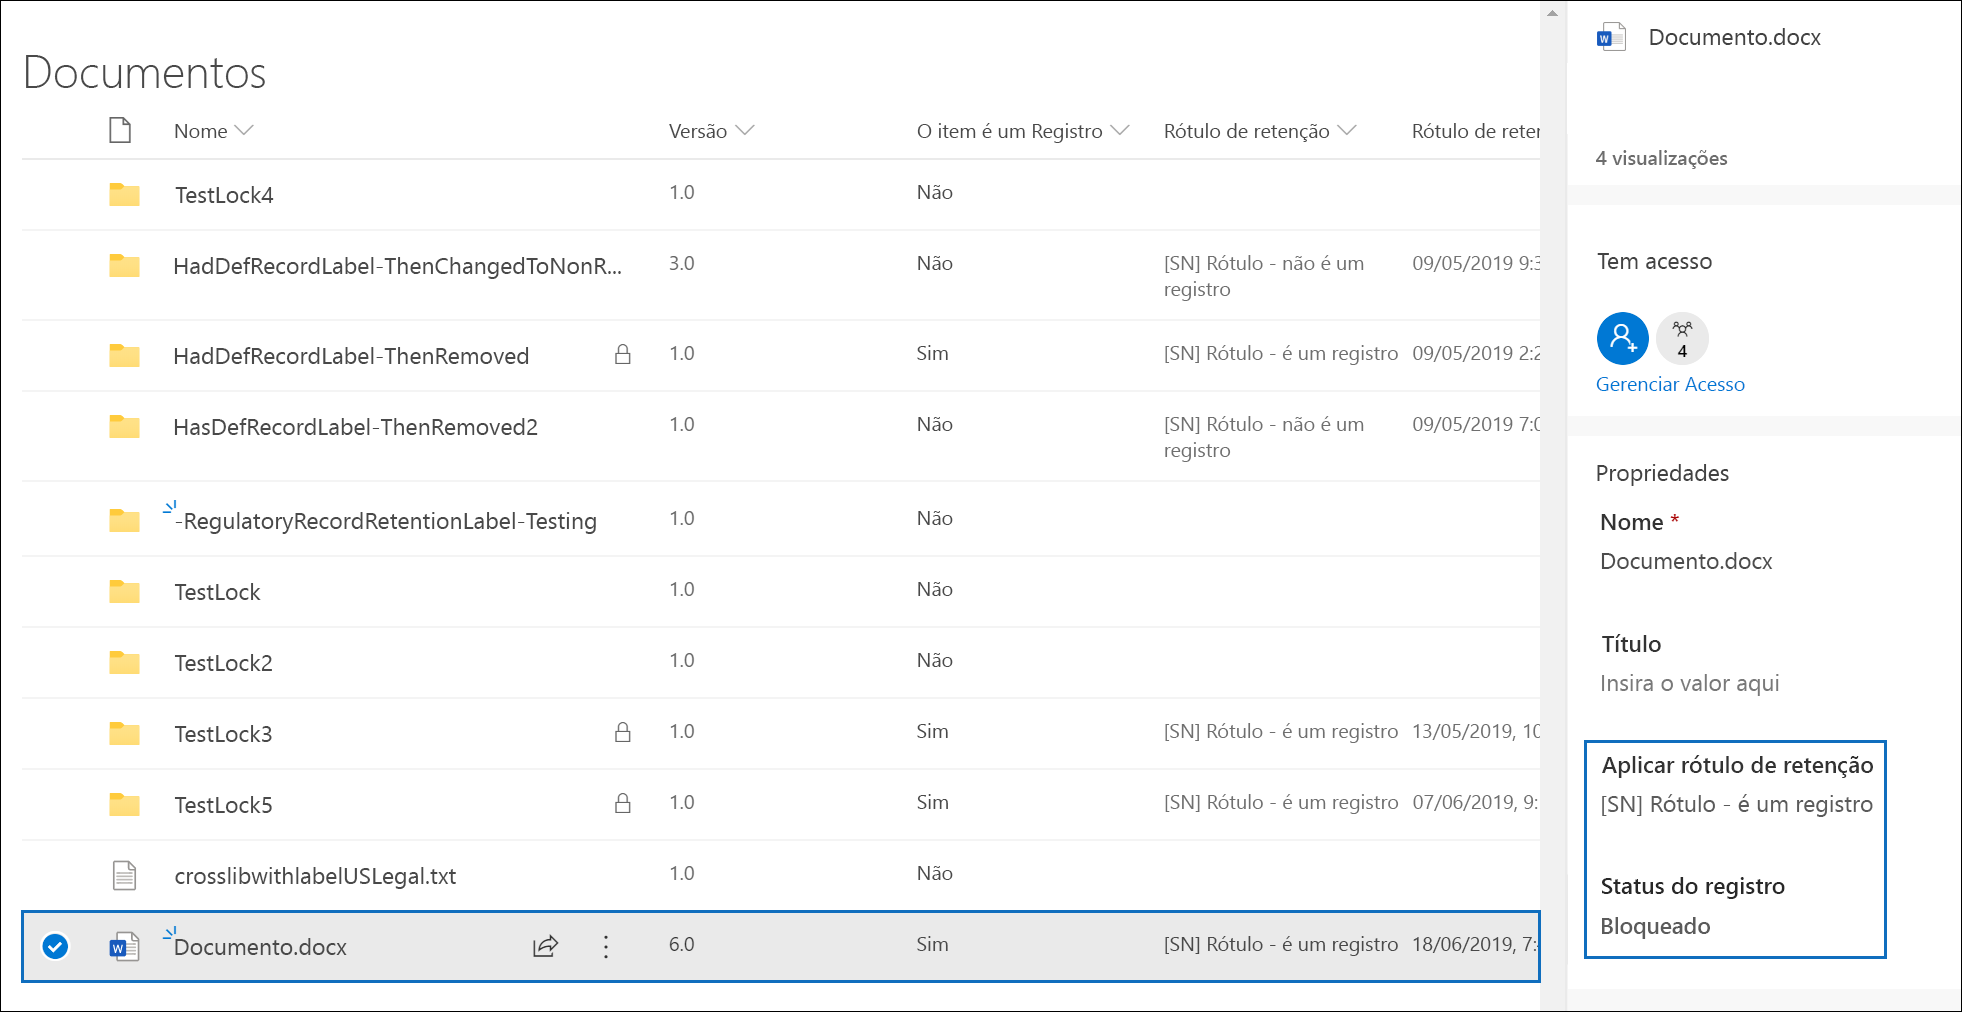 Documentos
Nome Versão O item é um Registro Rótulo de retenção Rótulo de reter
TestLock4 1.0 Não
HadDefRecordLabel-ThenChangedToNonR... 3.0 Não [SN] Rótulo - não é um 09/05/2019 9:3
registro
HadDefRecordLabel-ThenRemoved 1.0 Sim [SN] Rótulo - é um registro 09/05/2019 2:2
HasDefRecordLabel-ThenRemoved2 1.0 Não [SN] Rótulo - não é um 09/05/2019 7:0
registro
-RegulatoryRecordRetentionLabel-Testing 1.0 Não
TestLock 1.0 Não
TestLock2 1.0 Não
TestLock3 1.0 Sim [SN] Rótulo - é um registro 13/05/2019, 10
TestLock5 1.0 Sim [SN] Rótulo - é um registro 07/06/2019, 9:
crosslibwithlabelUSLegal.txt 1.0 Não
Documento.docx 6.0 Sim [SN] Rótulo - é um registro 18/06/2019, 7:
Documento.docx
4 visualizações
Tem acesso
4
Gerenciar Acesso
Propriedades
Nome *
Documento.docx
Título
Insira o valor aqui
Aplicar rótulo de retenção
[SN] Rótulo - é um registro
Status do registro
Bloqueado